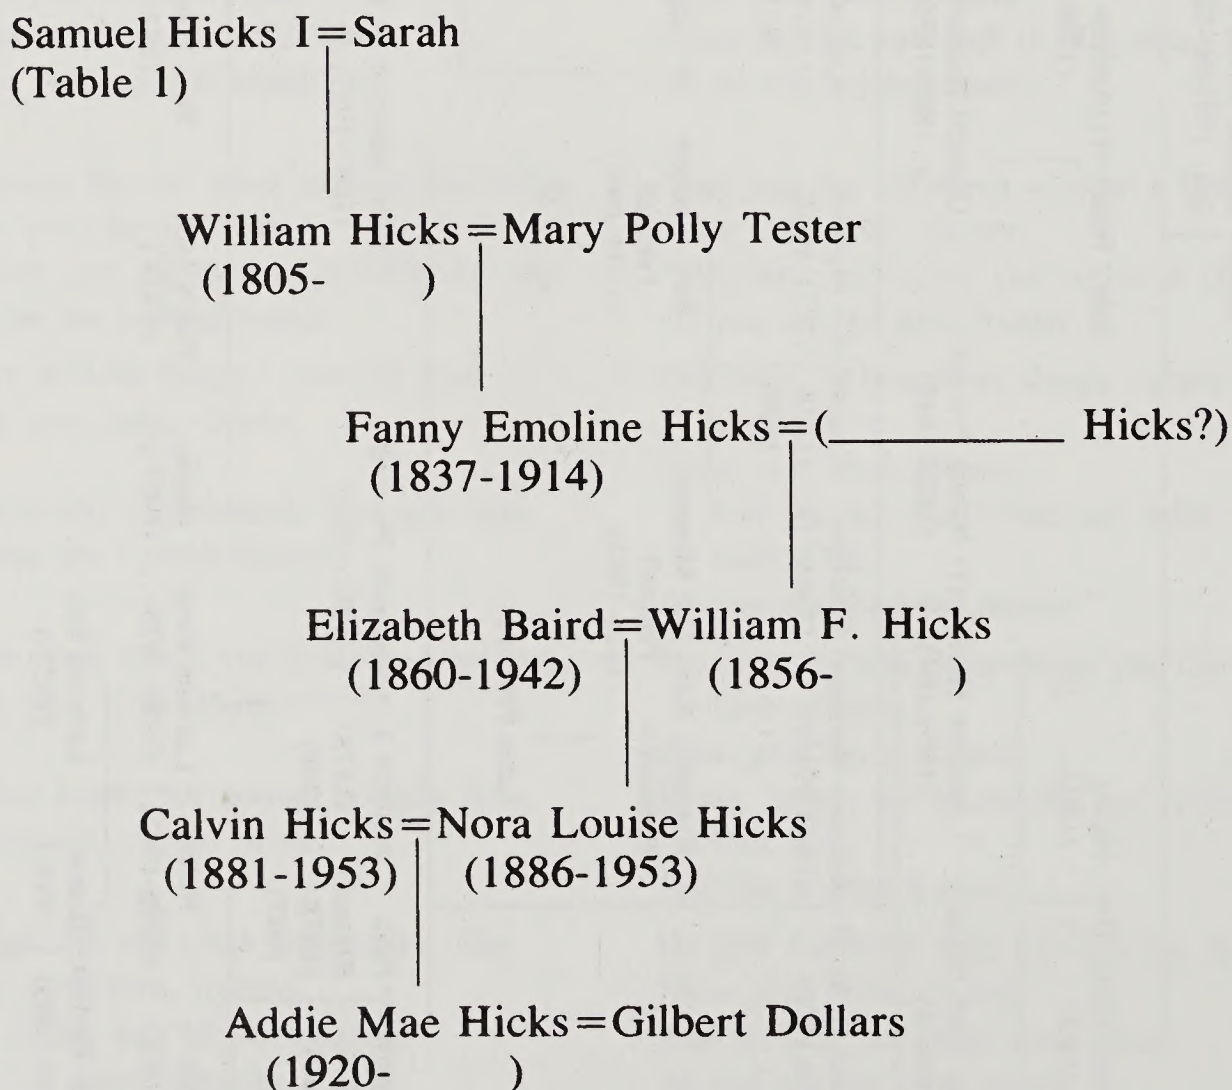 Samuel Hicks I=Sarah
(Table 1)
William Hicks=Mary Polly Tester
(1805- )
Fanny Emoline Hicks=(__________ Hicks?)
(1837-1914)
Elizabeth Baird=William F. Hicks
(1860-1942) (1856- )
Calvin Hicks=Nora Louise Hicks
(1881-1953) (1886-1953)
Addie Mae Hicks=Gilbert Dollars
(1920- )